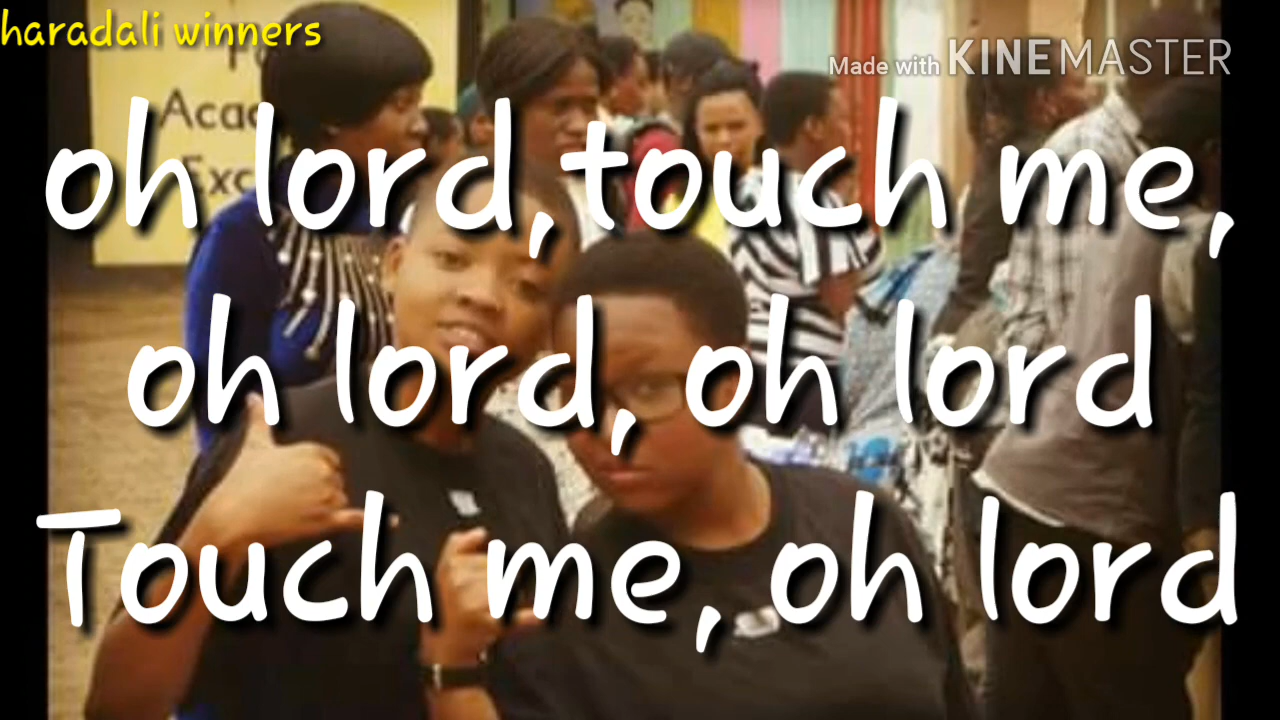 haradali winners
Made with KINEMASTER
oh lord,touch me,
oh lord, oh lord
Touch me, oh lord